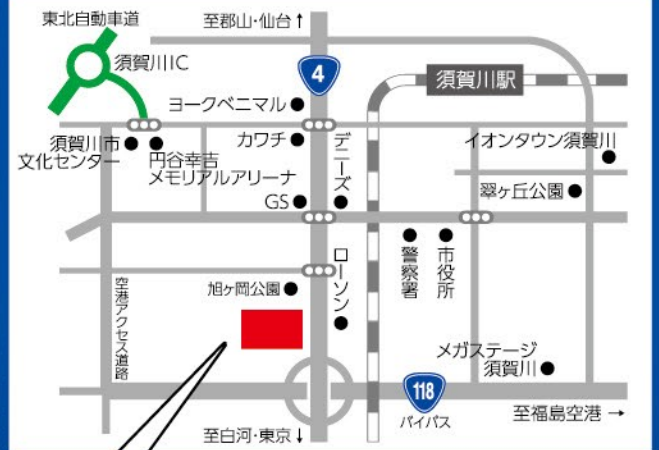 東北自動車道
至郡山・仙台↑
須賀川IC
4
須賀川駅
ヨークベニマル
須賀川市
文化センター
円谷幸吉
メモリアルアリーナ
カワチ
デニーズ
イオンタウン須賀川
GS
翠ヶ丘公園
空港アクセス道路
旭ヶ岡公園
ローソン
警察署
市役所
メガステージ
須賀川
118
バイパス
至白河・東京↓
至福島空港→